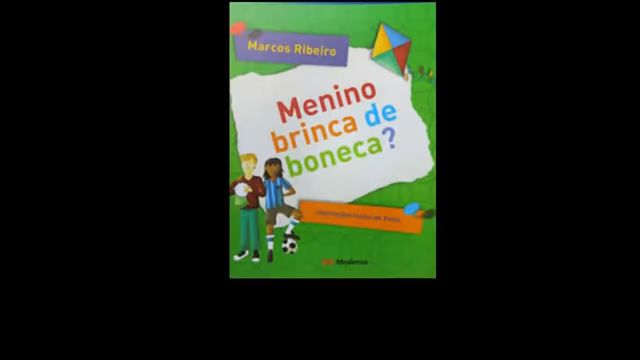 Marcos Ribeiro
Menino
brinca de
boneca?
Moderna